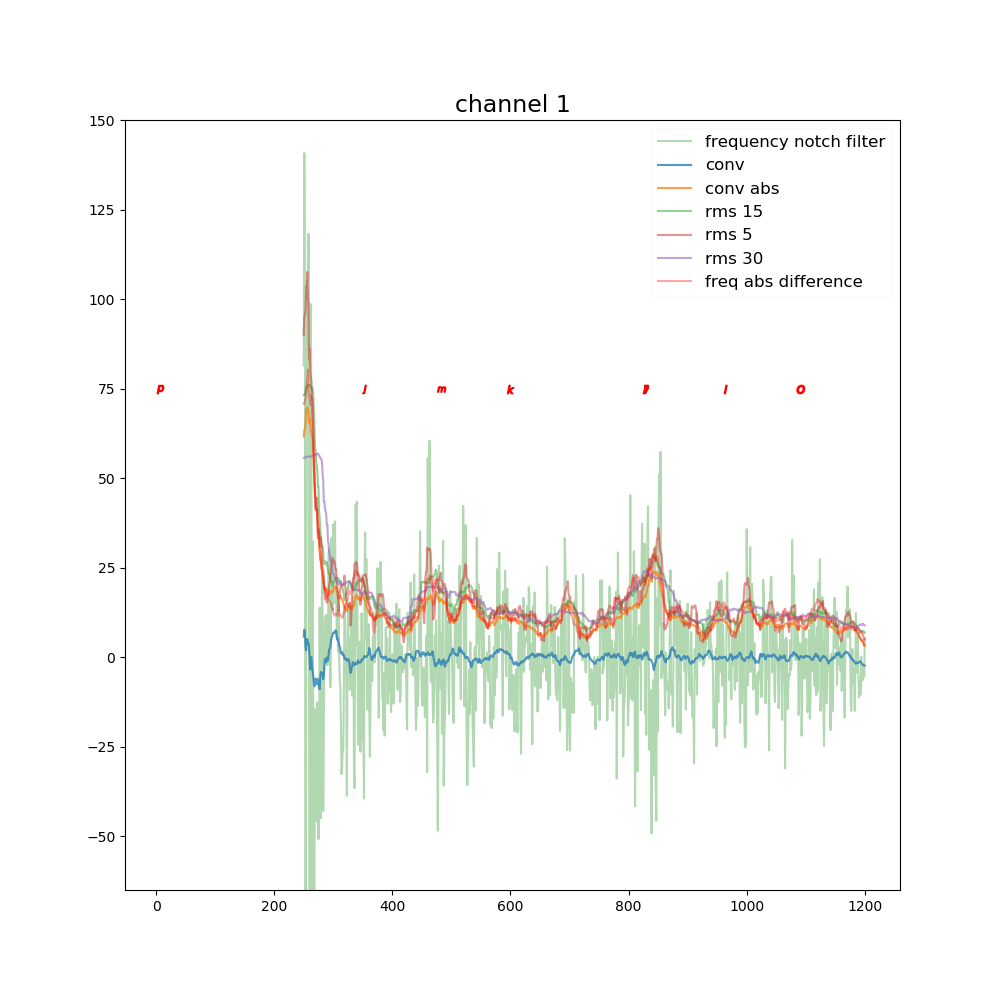 channel 1
150
125
100
75
50
25
0
−25
−50
frequency notch filter
conv
conv abs
rms 15
rms 5
rms 30
freq abs difference
p j m k l o
0 200 400 600 800 1000 1200